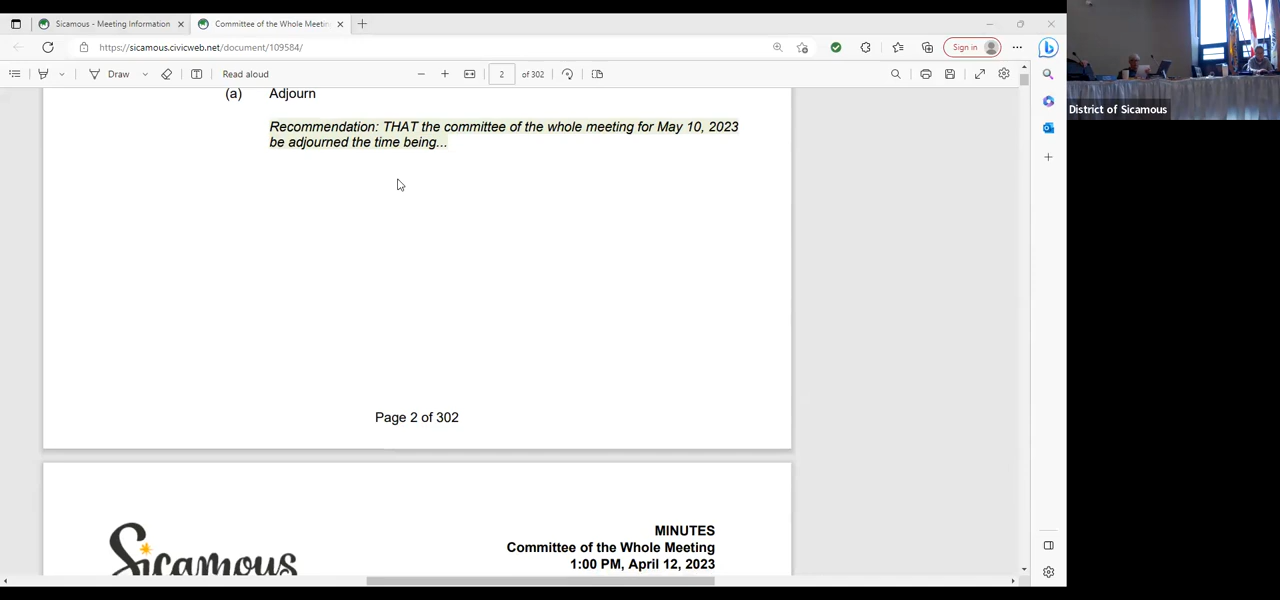 Sicamous - Meeting Information
Committee of the Whole Meetin
https://sicamous.civicweb.net/document/109584/
Sign in
Draw
Read aloud
2
of 302
(a) Adjourn
Recommendation: THAT the committee of the whole meeting for May 10, 2023
be adjourned the time being...
Page 2 of 302
Sicamous
MINUTES
Committee of the Whole Meeting
1:00 PM, April 12, 2023
District of Sicamous